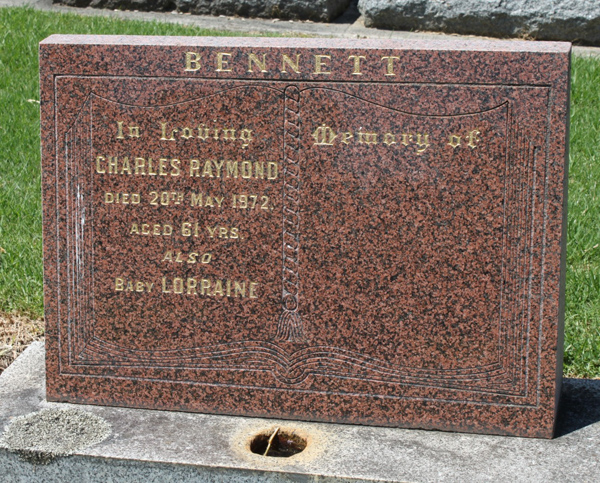 BENNETT
In Loving Memory of
CHARLES RAYMOND
DIED 20TH MAY 1972.
AGED 61 YRS.
ALSO
BABY LORRAINE